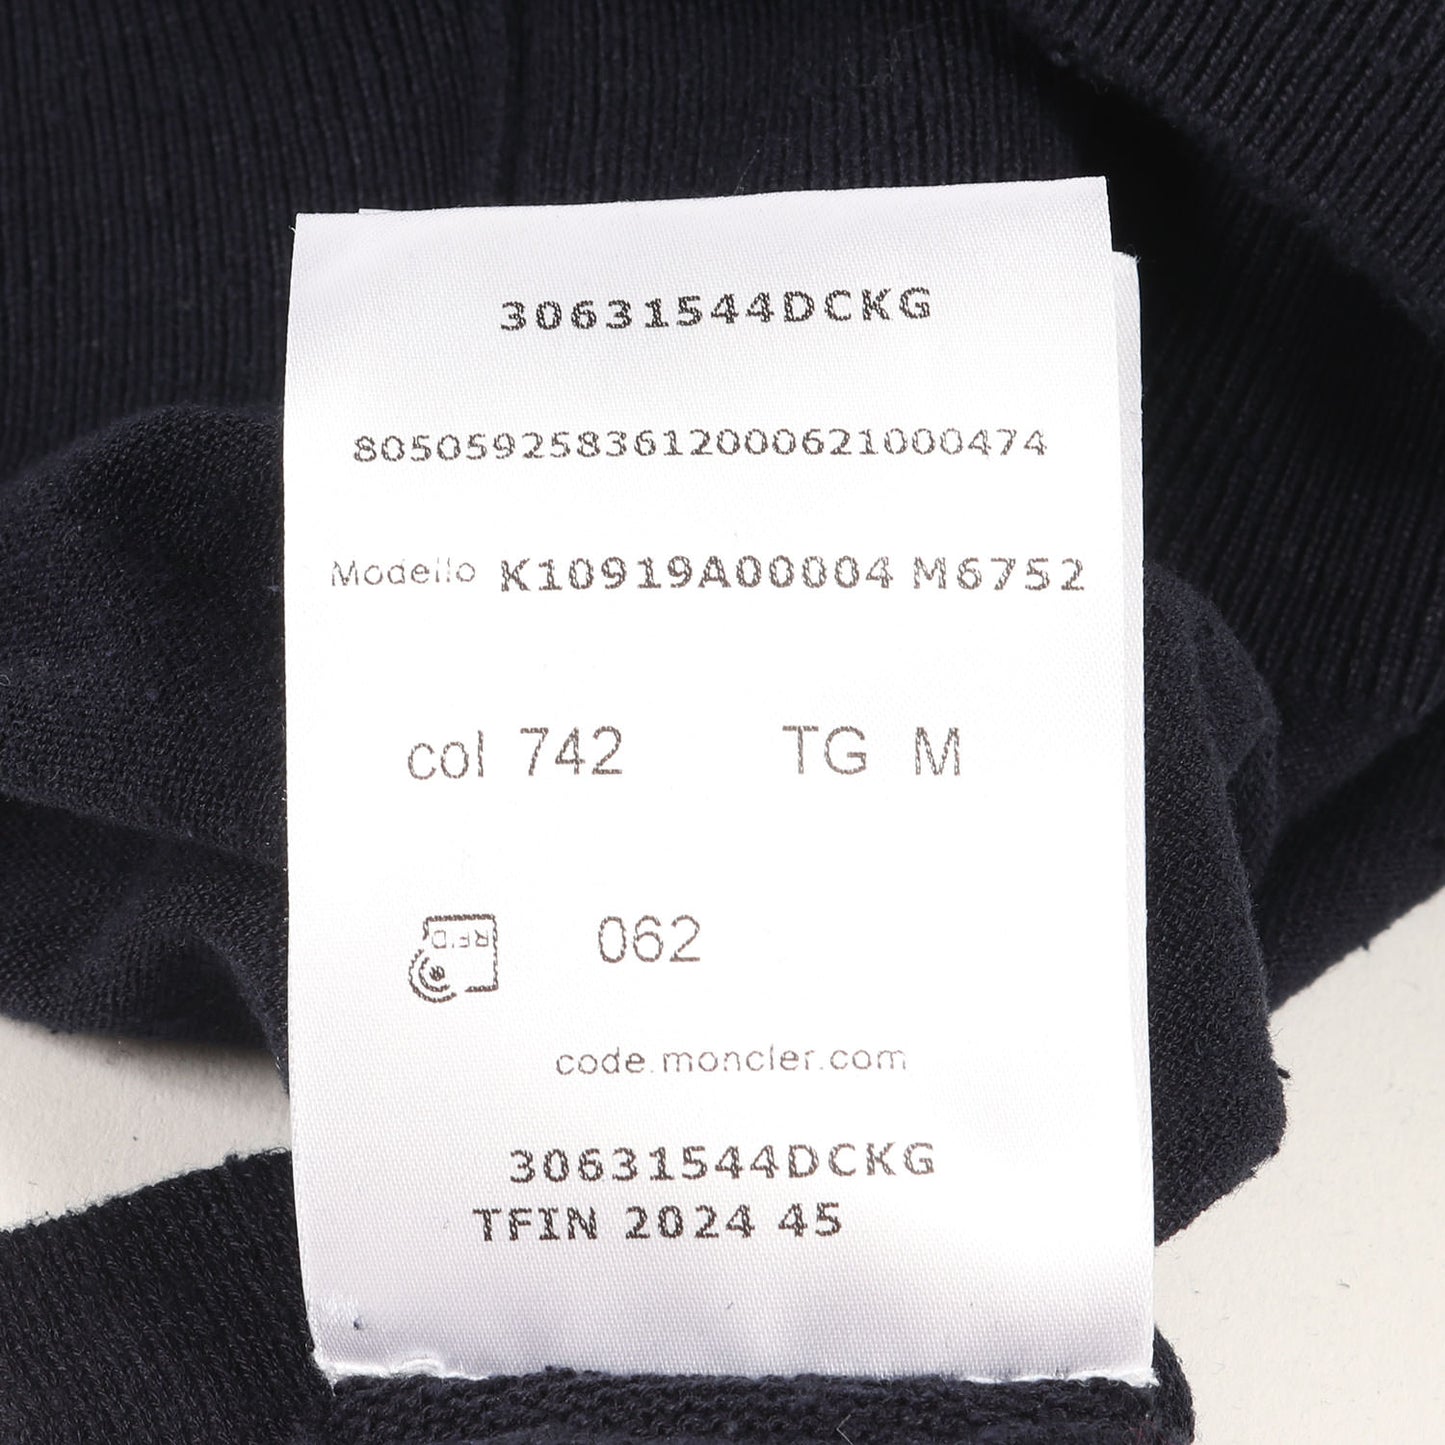 30631544DCKG
8050592583612000621000474
Modello K10919A00004 M6752
col 742 TG M
RFID 062
code.moncler.com
30631544DCKG
TFIN 2024 45